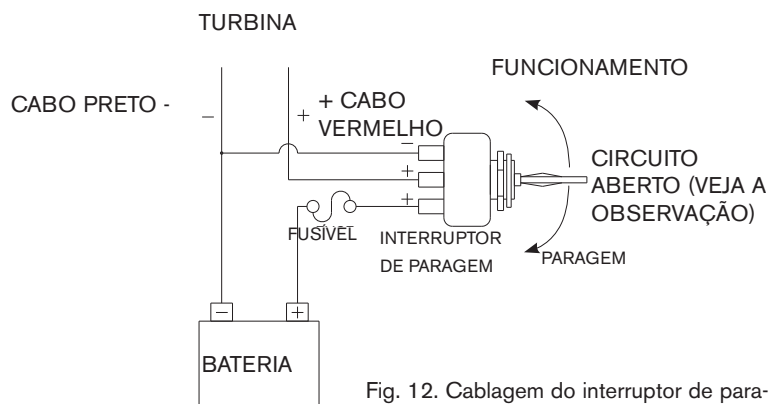 TURBINA
FUNCIONAMENTO
CABO PRETO -
–
+
+ CABO
VERMELHO
–
+
+
CIRCUITO
ABERTO (VEJA A
OBSERVAÇÃO)
FUSÍVEL
INTERRUPTOR
DE PARAGEM
PARAGEM
–
+
BATERIA
Fig. 12. Cablagem do interruptor de para-